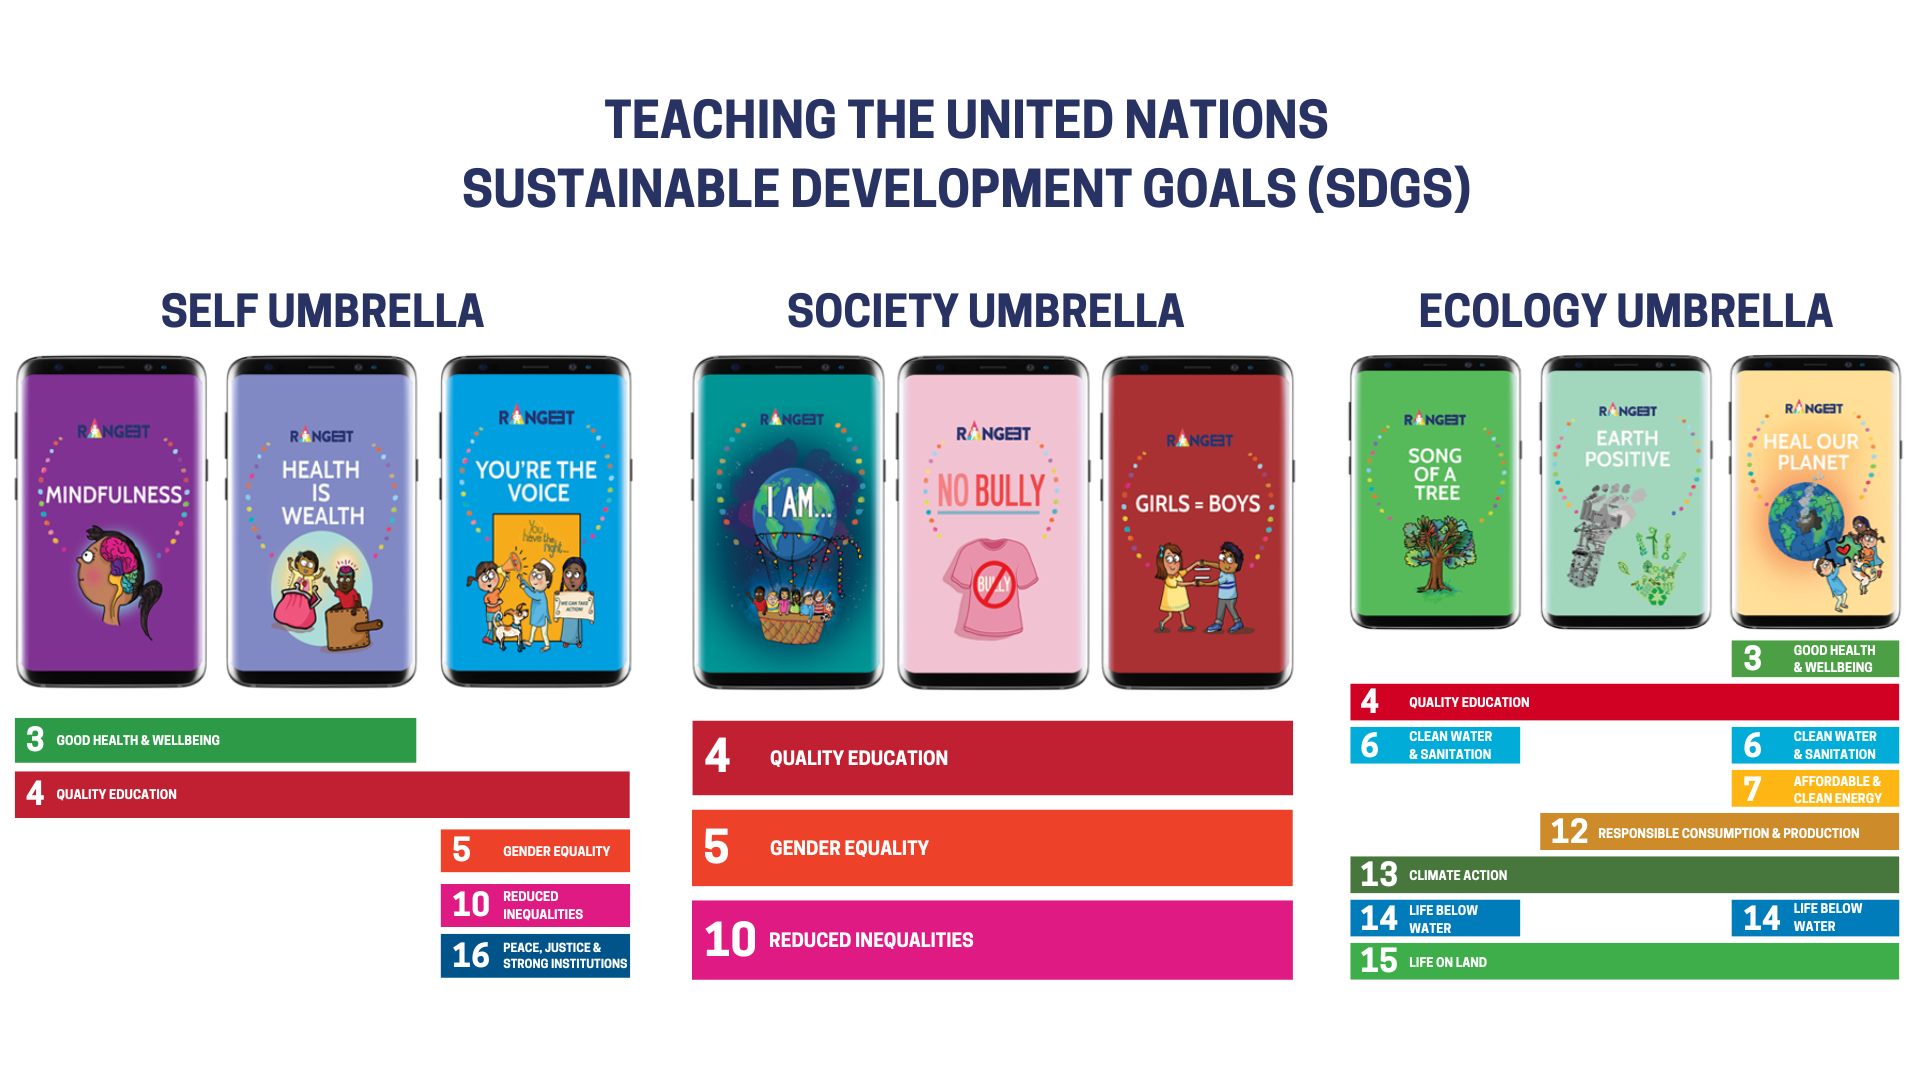 TEACHING THE UNITED NATIONS
SUSTAINABLE DEVELOPMENT GOALS (SDGS)
SELF UMBRELLA
RANGEET
MINDFULNESS
RANGEET
HEALTH
IS
WEALTH
RANGEET
YOU'RE THE
VOICE
You
have the
right...
WE CAN TAKE
ACTION!
3 GOOD HEALTH & WELLBEING
4 QUALITY EDUCATION
5 GENDER EQUALITY
10 REDUCED
INEQUALITIES
16 PEACE, JUSTICE &
STRONG INSTITUTIONS
SOCIETY UMBRELLA
RANGEET
I AM...
RANGEET
NO BULLY
BULLY
RANGEET
GIRLS = BOYS
4 QUALITY EDUCATION
5 GENDER EQUALITY
10 REDUCED INEQUALITIES
ECOLOGY UMBRELLA
RANGEET
SONG
OF A
TREE
RANGEET
EARTH
POSITIVE
RANGEET
HEAL OUR
PLANET
3 GOOD HEALTH
& WELLBEING
4 QUALITY EDUCATION
6 CLEAN WATER
& SANITATION
6 CLEAN WATER
& SANITATION
7 AFFORDABLE &
CLEAN ENERGY
12 RESPONSIBLE CONSUMPTION & PRODUCTION
13 CLIMATE ACTION
14 LIFE BELOW
WATER
14 LIFE BELOW
WATER
15 LIFE ON LAND